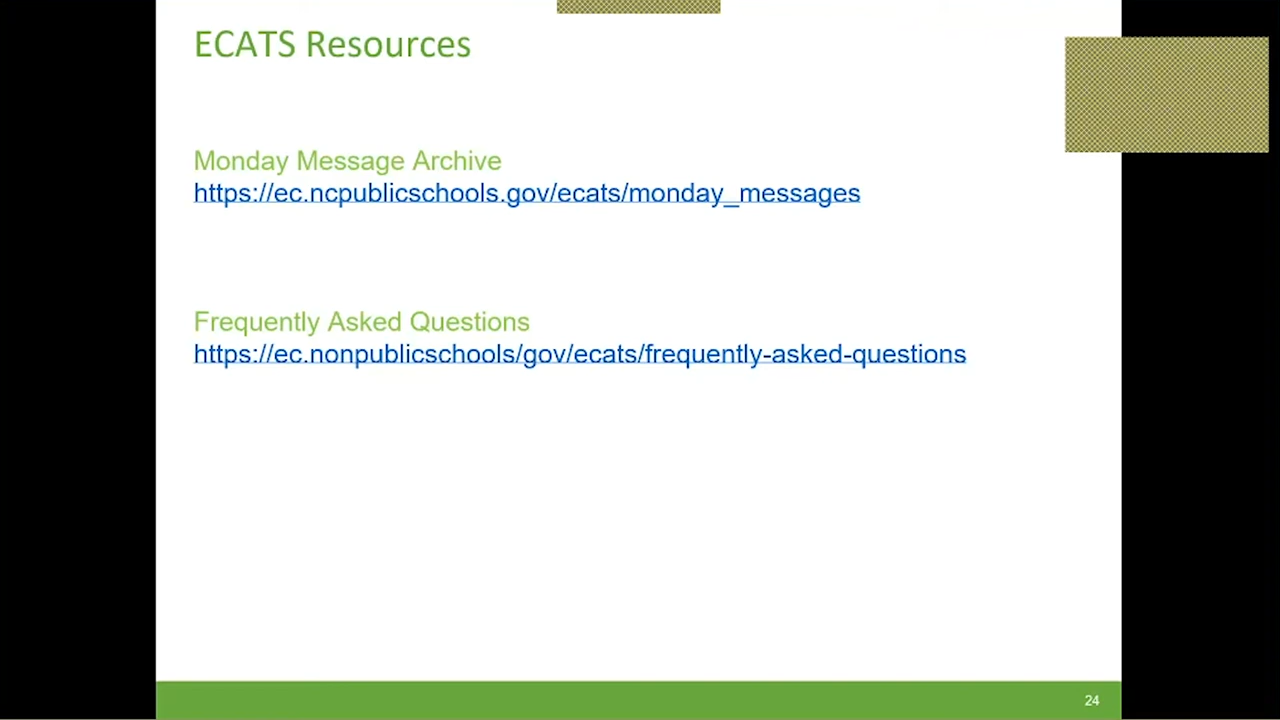 ECATS Resources
Monday Message Archive
https://ec.ncpublicschools.gov/ecats/monday_messages
Frequently Asked Questions
https://ec.nonpublicschools/gov/ecats/frequently-asked-questions
24